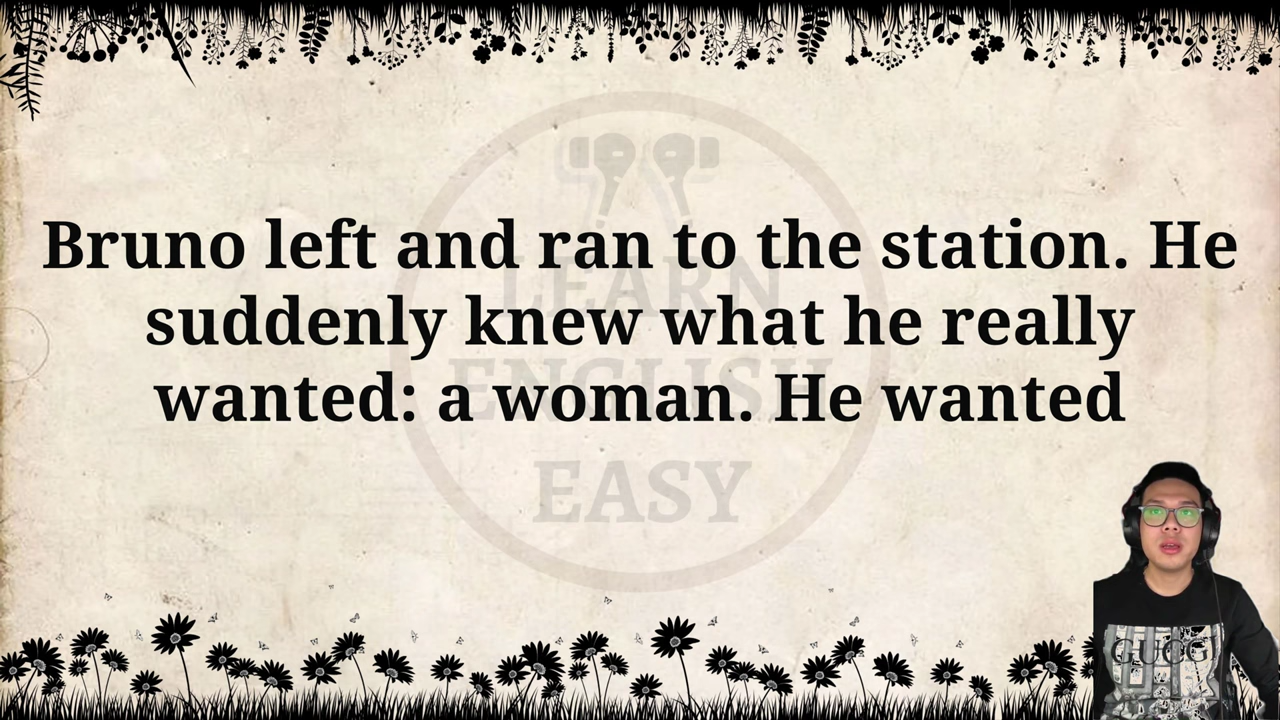 Bruno left and ran to the station. He
suddenly knew what he really
wanted: a woman. He wanted
LEARN
ENGLISH
EASY